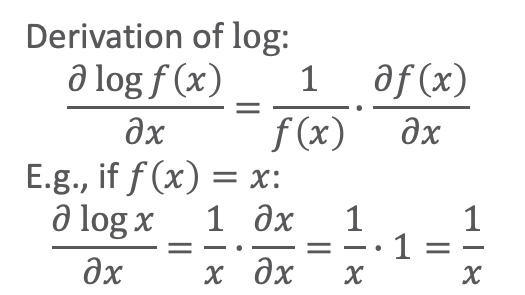 Derivation of log:
∂ log f(x) / ∂x = 1 / f(x) · ∂f(x) / ∂x
E.g., if f(x) = x:
∂ log x / ∂x = 1 / x · ∂x / ∂x = 1 / x · 1 = 1 / x